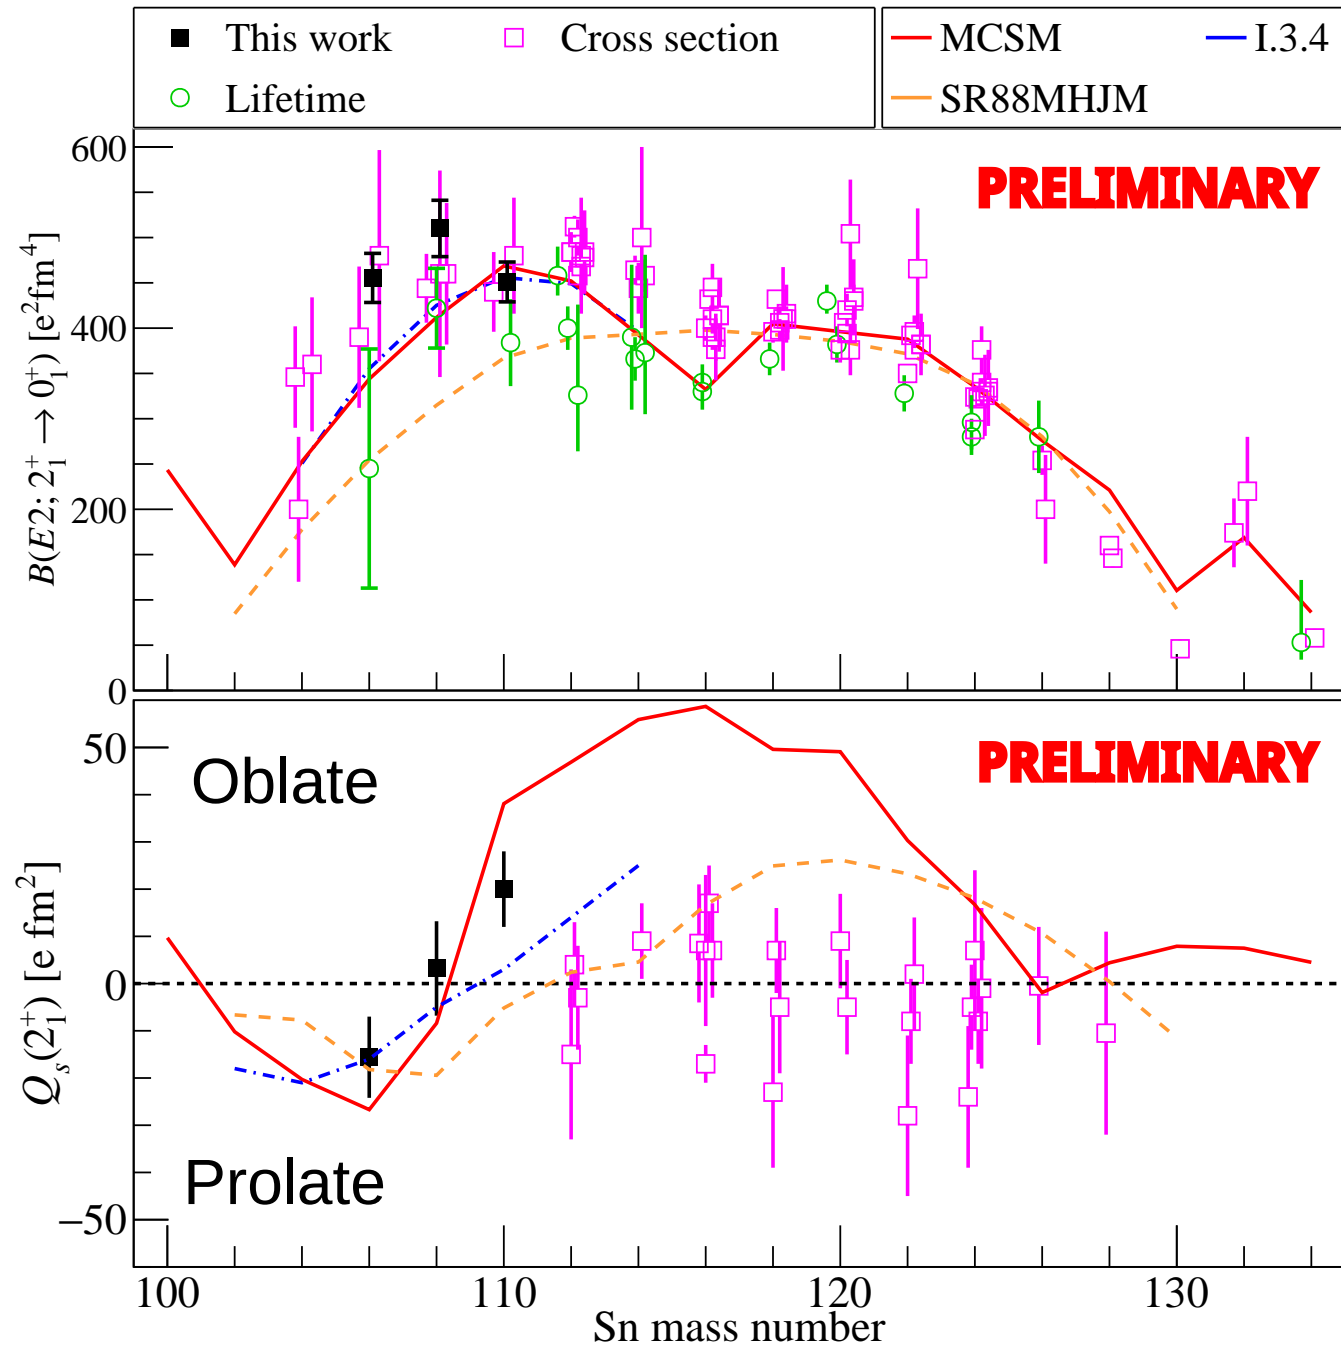 This work
Cross section
Lifetime
MCSM
I.3.4
SR88MHJM
PRELIMINARY
B(E2; 2₁⁺ → 0₁⁺) [e²fm⁴]
600
400
200
0
PRELIMINARY
Oblate
Prolate
Qₛ(2₁⁺) [e fm²]
50
0
−50
100 110 120 130
Sn mass number